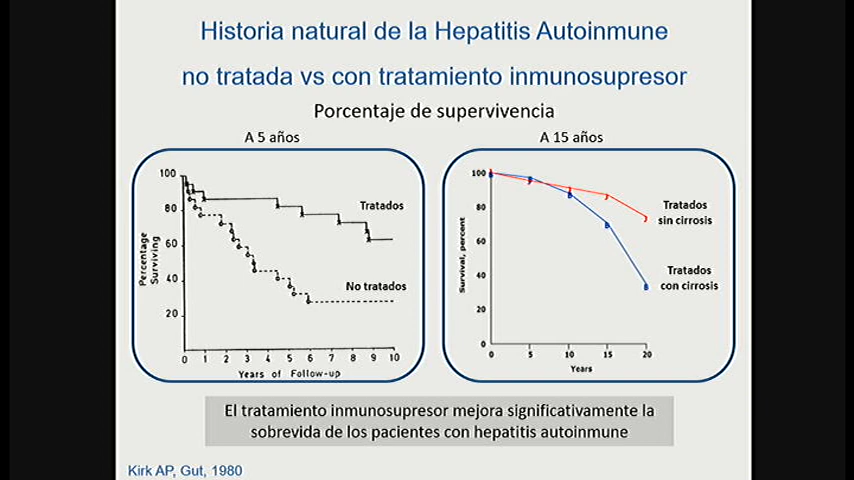 Historia natural de la Hepatitis Autoinmune
no tratada vs con tratamiento inmunosupresor
Porcentaje de supervivencia
A 5 años
100
80
60
40
20
Percentage
Surviving
Tratados
No tratados
0 1 2 3 4 5 6 7 8 9 10
Years of Follow-up
A 15 años
100
80
60
40
20
0
Survival, percent
Tratados
sin cirrosis
Tratados
con cirrosis
0 5 10 15 20
Years
El tratamiento inmunosupresor mejora significativamente la
sobrevida de los pacientes con hepatitis autoinmune
Kirk AP, Gut, 1980